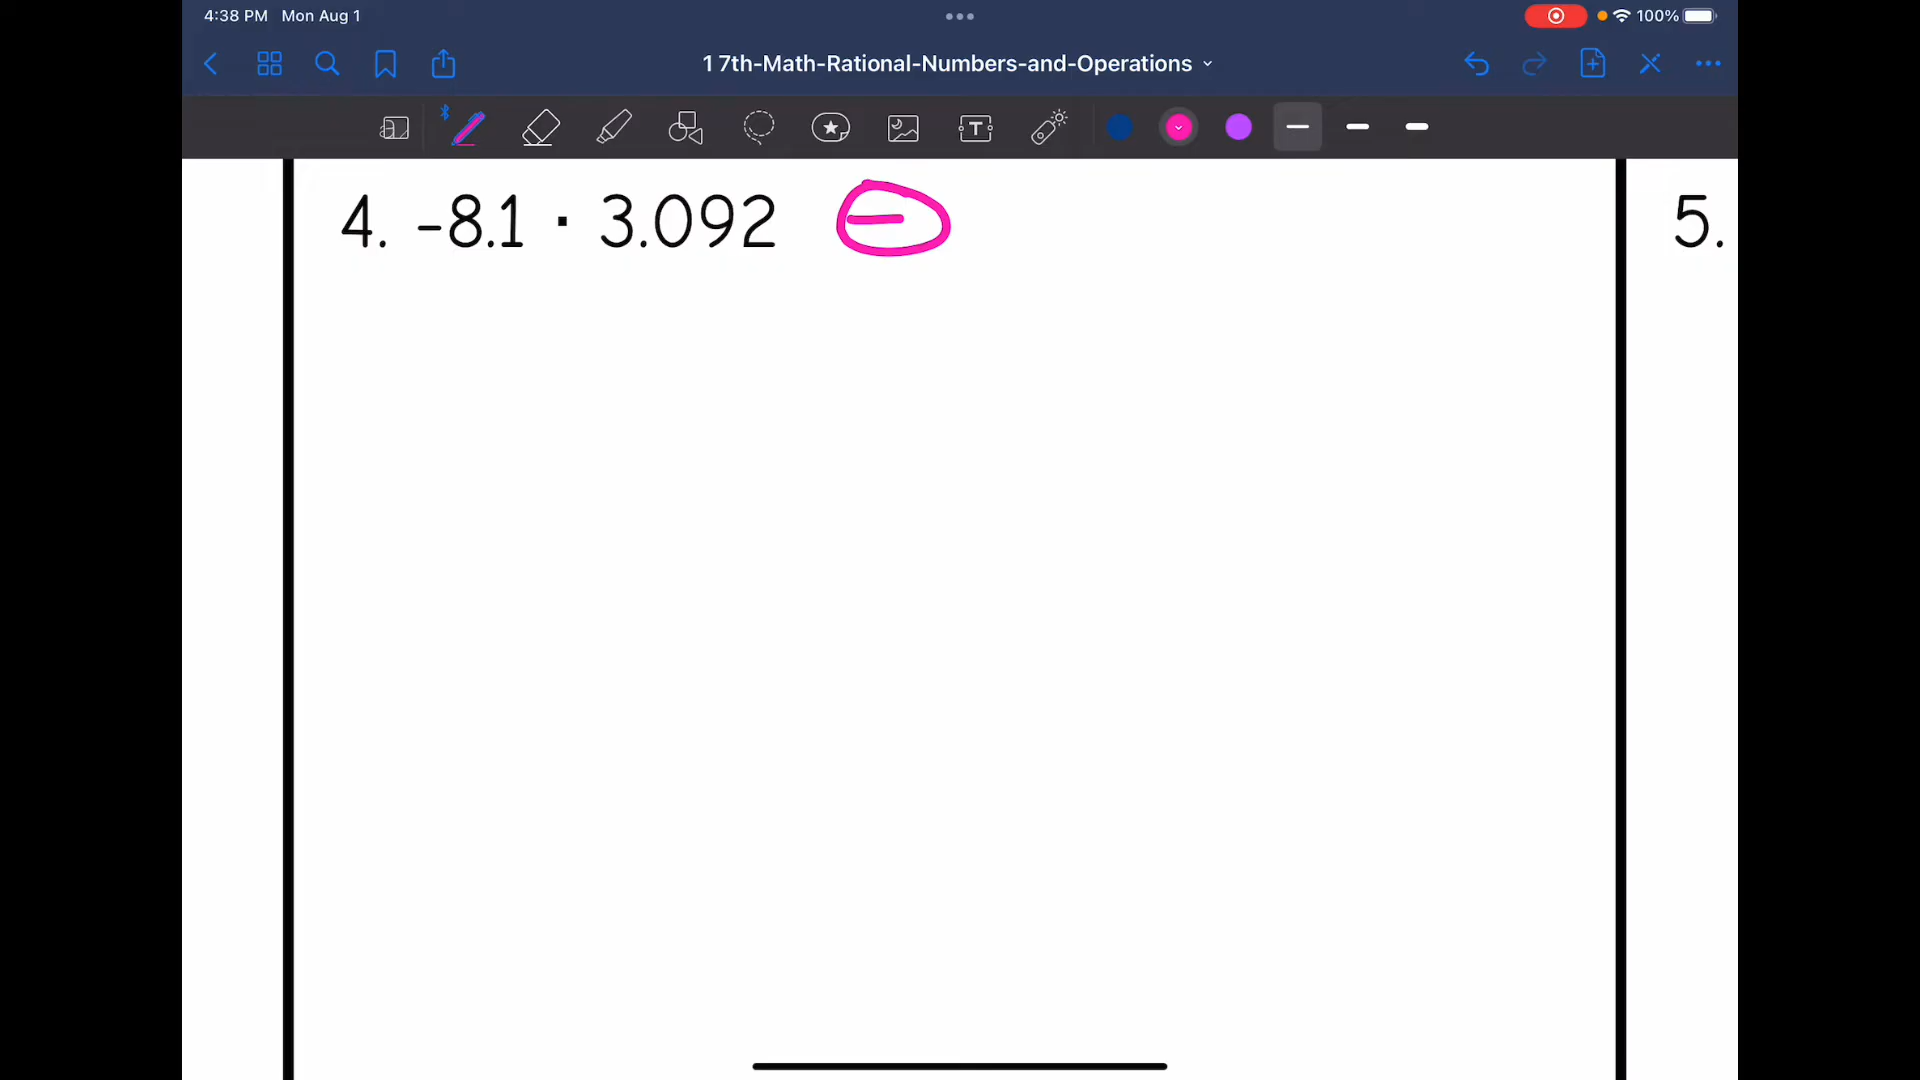 4:38 PM Mon Aug 1
100%
1 7th-Math-Rational-Numbers-and-Operations
4. -8.1 · 3.092 −
5.